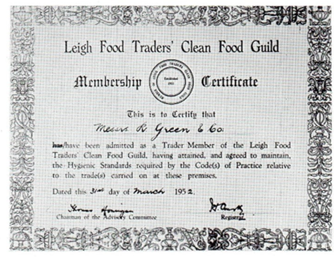 Leigh Food Traders' Clean Food Guild
Membership Certificate
This is to Certify that
Messrs R Green & Co.
has/have been admitted as a Trader Member of the Leigh Food
Traders' Clean Food Guild, having attained, and agreed to maintain,
the Hygienic Standards required by the Code(s) of Practice relative
to the trade(s) carried on at these premises.
Dated this 31st day of March 1952.
Chairman of the Advisory Committee Registrar